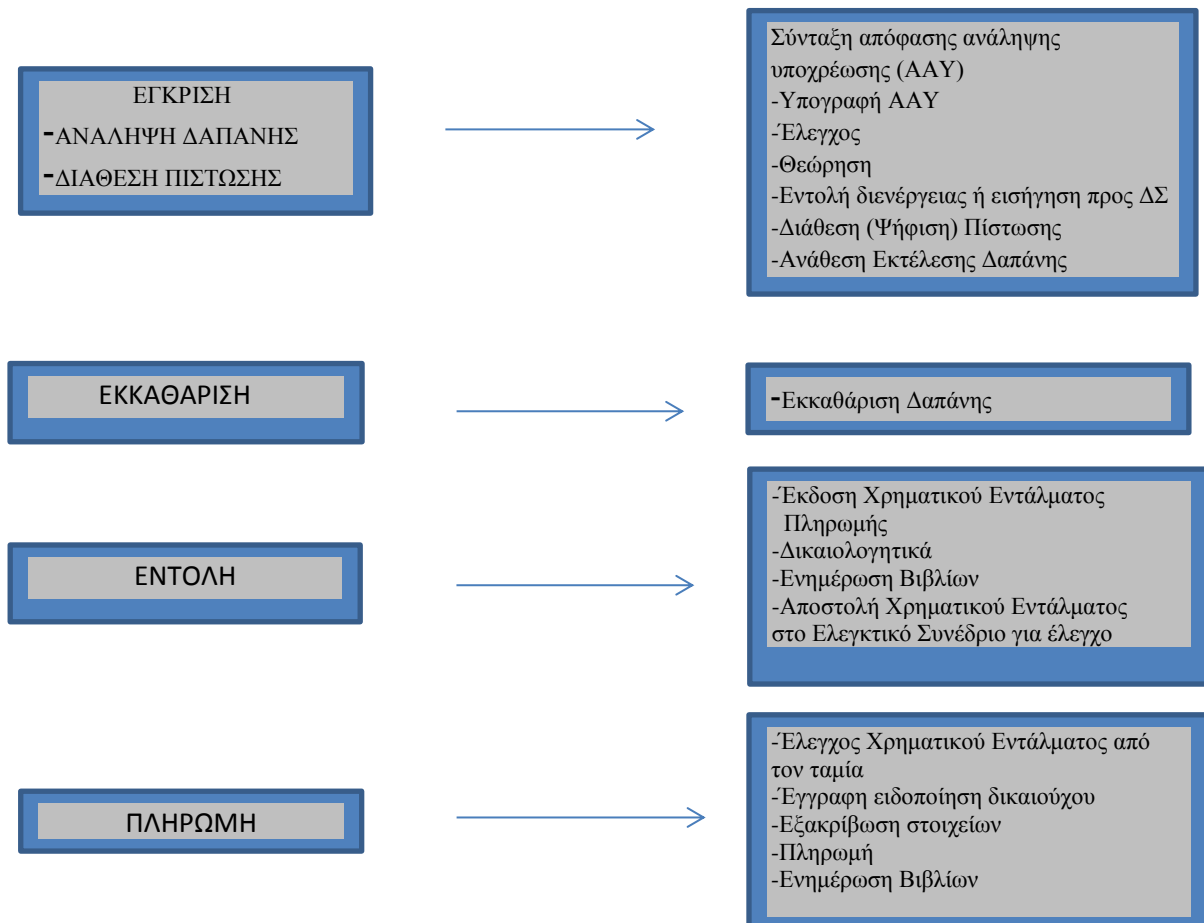 ΕΓΚΡΙΣΗ
-ΑΝΑΛΗΨΗ ΔΑΠΑΝΗΣ
-ΔΙΑΘΕΣΗ ΠΙΣΤΩΣΗΣ
Σύνταξη απόφασης ανάληψης
υποχρέωσης (ΑΑΥ)
-Υπογραφή ΑΑΥ
-Έλεγχος
-Θεώρηση
-Εντολή διενέργειας ή εισήγηση προς ΔΣ
-Διάθεση (Ψήφιση) Πίστωσης
-Ανάθεση Εκτέλεσης Δαπάνης
ΕΚΚΑΘΑΡΙΣΗ
-Εκκαθάριση Δαπάνης
ΕΝΤΟΛΗ
-Έκδοση Χρηματικού Εντάλματος
Πληρωμής
-Δικαιολογητικά
-Ενημέρωση Βιβλίων
-Αποστολή Χρηματικού Εντάλματος
στο Ελεγκτικό Συνέδριο για έλεγχο
ΠΛΗΡΩΜΗ
-Έλεγχος Χρηματικού Εντάλματος από
τον ταμία
-Έγγραφη ειδοποίηση δικαιούχου
-Εξακρίβωση στοιχείων
-Πληρωμή
-Ενημέρωση Βιβλίων